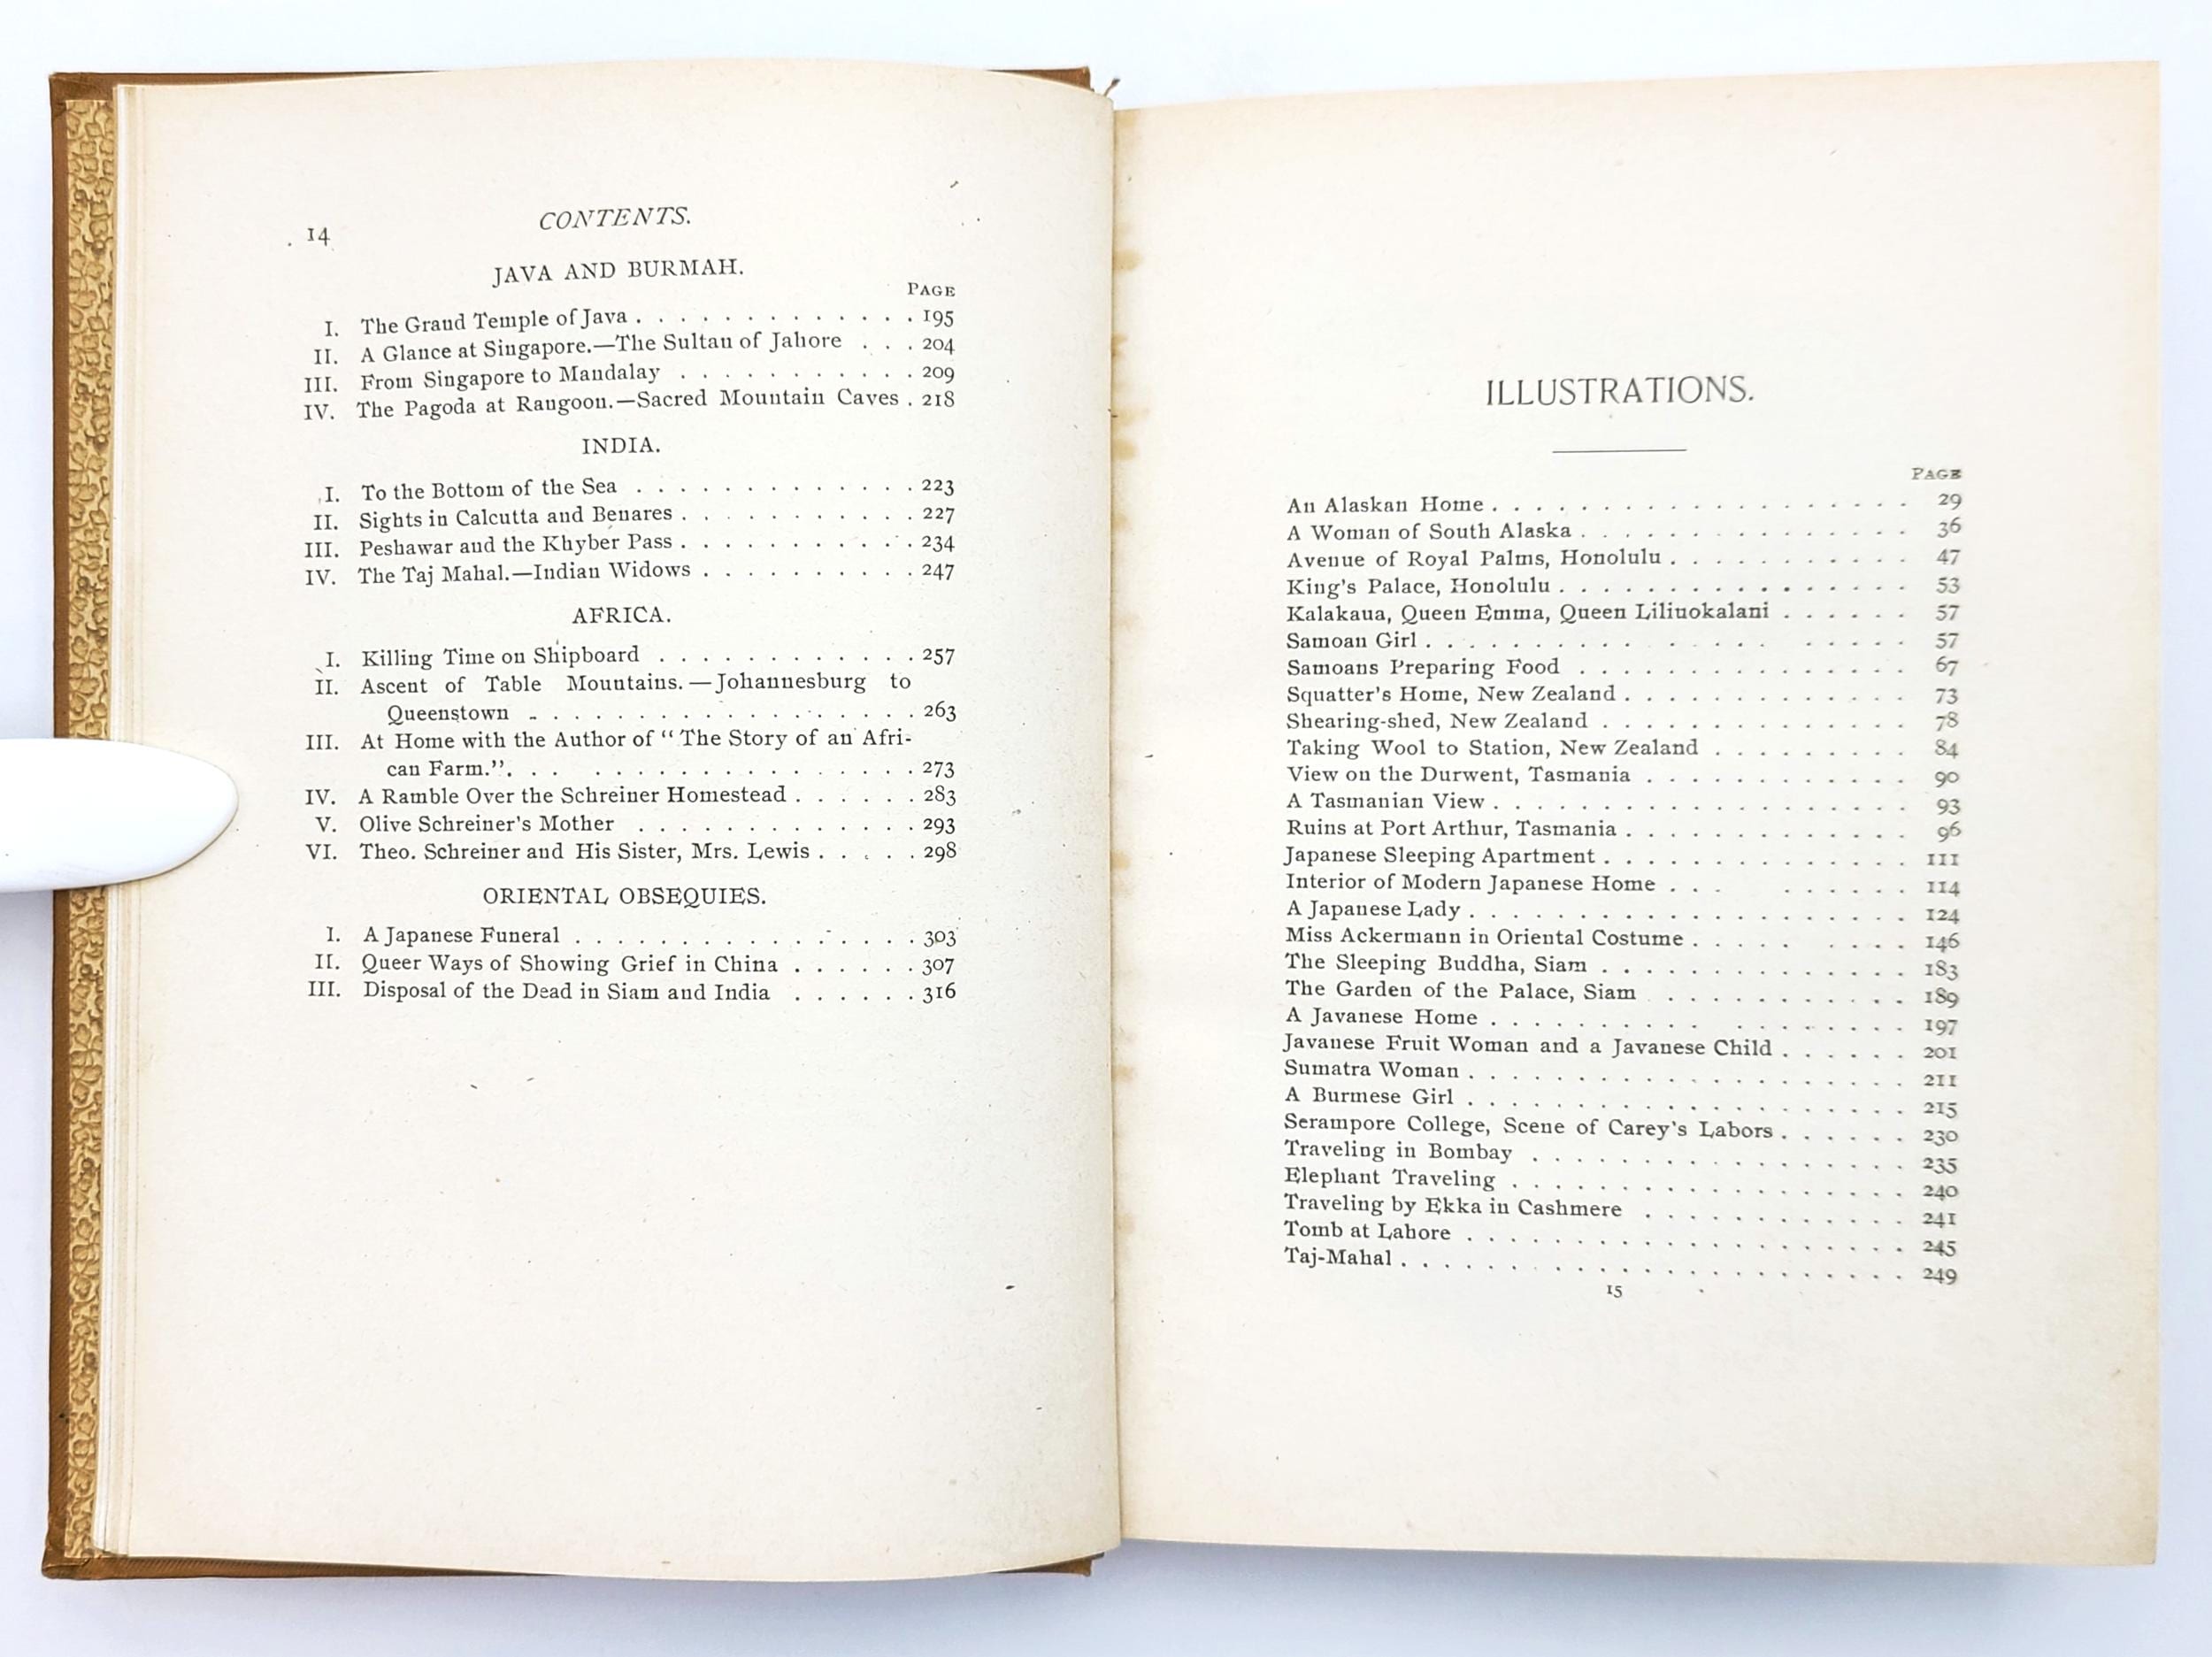 14
CONTENTS.
JAVA AND BURMAH.
PAGE
I. The Grand Temple of Java . . . . . . . . . . . . . 195
II. A Glance at Singapore.—The Sultan of Jahore . . . 204
III. From Singapore to Mandalay . . . . . . . . . . . 209
IV. The Pagoda at Rangoon.—Sacred Mountain Caves . 218
INDIA.
I. To the Bottom of the Sea . . . . . . . . . . . . . 223
II. Sights in Calcutta and Benares . . . . . . . . . . . 227
III. Peshawar and the Khyber Pass . . . . . . . . . . . 234
IV. The Taj Mahal.—Indian Widows . . . . . . . . . . 247
AFRICA.
I. Killing Time on Shipboard . . . . . . . . . . . . 257
II. Ascent of Table Mountains.—Johannesburg to
Queenstown . . . . . . . . . . . . . . . . . 263
III. At Home with the Author of "The Story of an Afri-
can Farm.". . . . . . . . . . . . . . . . . 273
IV. A Ramble Over the Schreiner Homestead . . . . . . 283
V. Olive Schreiner's Mother . . . . . . . . . . . . . 293
VI. Theo. Schreiner and His Sister, Mrs. Lewis . . . . . 298
ORIENTAL OBSEQUIES.
I. A Japanese Funeral . . . . . . . . . . . . . . . . 303
II. Queer Ways of Showing Grief in China . . . . . . 307
III. Disposal of the Dead in Siam and India . . . . . . 316
ILLUSTRATIONS.
PAGE
An Alaskan Home . . . . . . . . . . . . . . . . . . 29
A Woman of South Alaska . . . . . . . . . . . . . . . 36
Avenue of Royal Palms, Honolulu . . . . . . . . . . . 47
King's Palace, Honolulu . . . . . . . . . . . . . . . 53
Kalakaua, Queen Emma, Queen Liliuokalani . . . . . . 57
Samoan Girl . . . . . . . . . . . . . . . . . . . 57
Samoans Preparing Food . . . . . . . . . . . . . . . 67
Squatter's Home, New Zealand . . . . . . . . . . . . . 73
Shearing-shed, New Zealand . . . . . . . . . . . . . . 78
Taking Wool to Station, New Zealand . . . . . . . . . 84
View on the Durwent, Tasmania . . . . . . . . . . . . 90
A Tasmanian View . . . . . . . . . . . . . . . . . . 93
Ruins at Port Arthur, Tasmania . . . . . . . . . . . . . 96
Japanese Sleeping Apartment . . . . . . . . . . . . . . 111
Interior of Modern Japanese Home . . . . . . . . . 114
A Japanese Lady . . . . . . . . . . . . . . . . . . . 124
Miss Ackermann in Oriental Costume . . . . . . . . . 146
The Sleeping Buddha, Siam . . . . . . . . . . . . . . 183
The Garden of the Palace, Siam . . . . . . . . . . . 189
A Javanese Home . . . . . . . . . . . . . . . . . . 197
Javanese Fruit Woman and a Javanese Child . . . . . . 201
Sumatra Woman . . . . . . . . . . . . . . . . . . . 211
A Burmese Girl . . . . . . . . . . . . . . . . . . . 215
Serampore College, Scene of Carey's Labors . . . . . . 230
Traveling in Bombay . . . . . . . . . . . . . . . . . 235
Elephant Traveling . . . . . . . . . . . . . . . . . . 240
Traveling by Ekka in Cashmere . . . . . . . . . . . . 241
Tomb at Lahore . . . . . . . . . . . . . . . . . . . 245
Taj-Mahal . . . . . . . . . . . . . . . . . . . . . 249
15